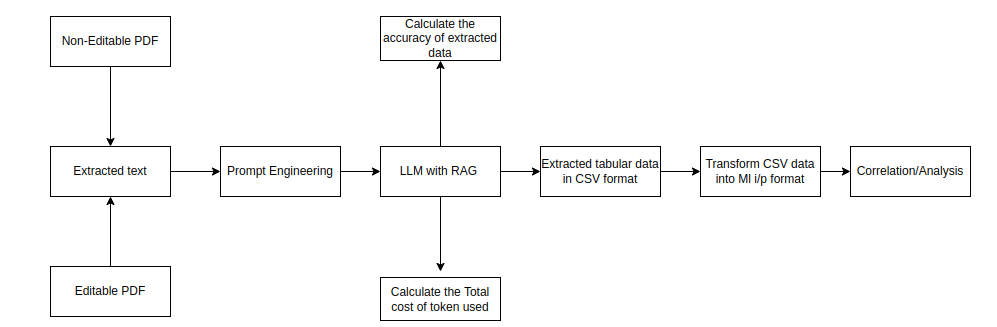 Non-Editable PDF
Calculate the
accuracy of extracted
data
Extracted text
Prompt Engineering
LLM with RAG
Extracted tabular data
in CSV format
Transform CSV data
into Ml i/p format
Correlation/Analysis
Editable PDF
Calculate the Total
cost of token used